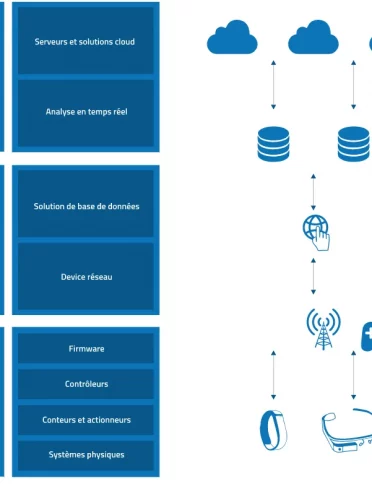 Serveurs et solutions cloud
Analyse en temps réel
Solution de base de données
Device réseau
Firmware
Contrôleurs
Conteurs et actionneurs
Systèmes physiques